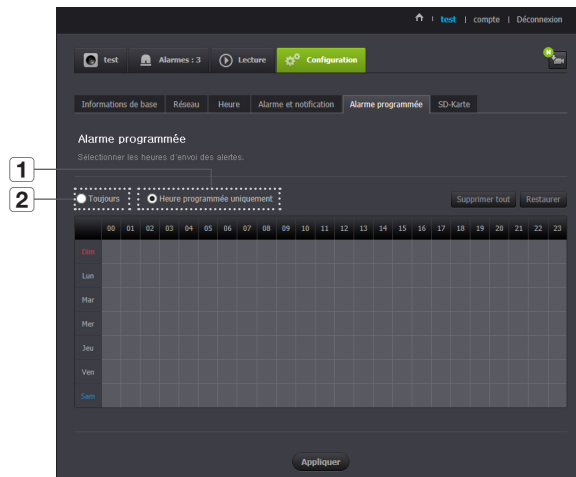 test | compte | Déconnexion
test Alarmes : 3 Lecture Configuration N
Informations de base Réseau Heure Alarme et notification Alarme programmée SD-Karte
Alarme programmée
Sélectionner les heures d'envoi des alertes.
1
2
Toujours Heure programmée uniquement Supprimer tout Restaurer
00 01 02 03 04 05 06 07 08 09 10 11 12 13 14 15 16 17 18 19 20 21 22 23
Dim
Lun
Mar
Mer
Jeu
Ven
Sam
Appliquer